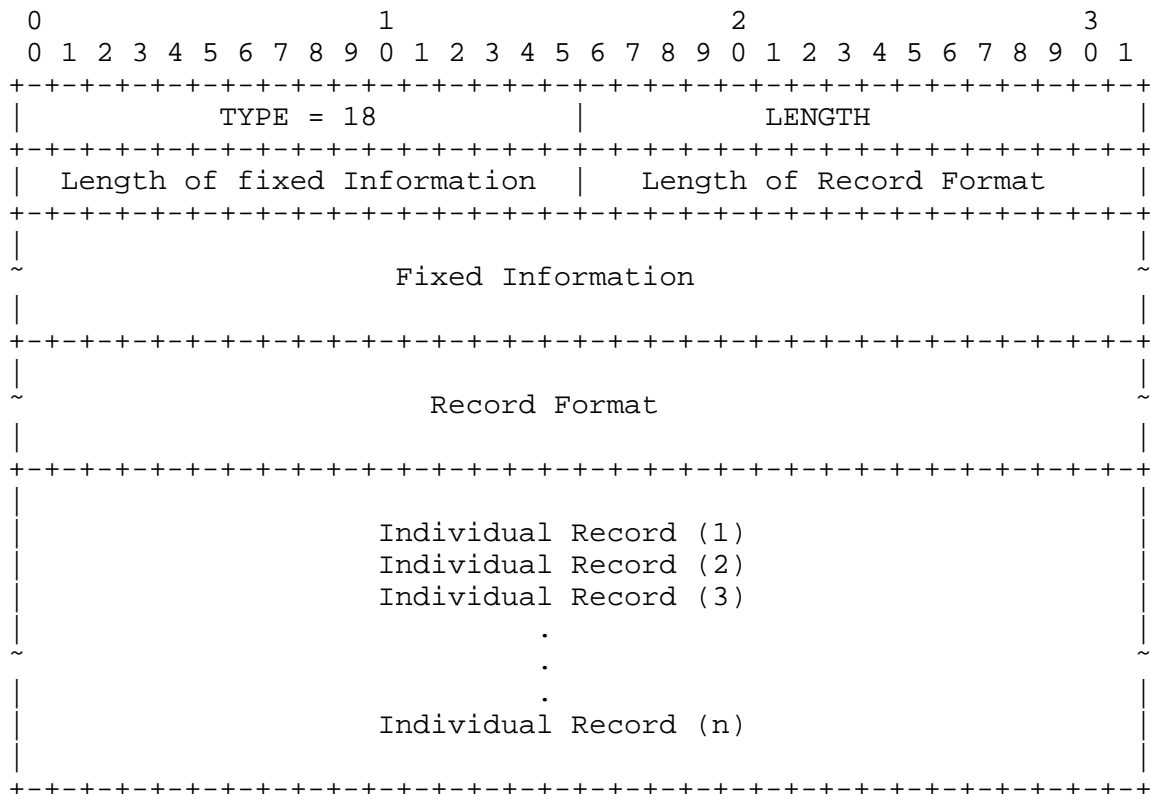 0                   1                   2                   3
 0 1 2 3 4 5 6 7 8 9 0 1 2 3 4 5 6 7 8 9 0 1 2 3 4 5 6 7 8 9 0 1
+-+-+-+-+-+-+-+-+-+-+-+-+-+-+-+-+-+-+-+-+-+-+-+-+-+-+-+-+-+-+-+-+
|           TYPE = 18           |          LENGTH               |
+-+-+-+-+-+-+-+-+-+-+-+-+-+-+-+-+-+-+-+-+-+-+-+-+-+-+-+-+-+-+-+-+
|  Length of fixed Information  |   Length of Record Format     |
+-+-+-+-+-+-+-+-+-+-+-+-+-+-+-+-+-+-+-+-+-+-+-+-+-+-+-+-+-+-+-+-+
|                                                               |
~                     Fixed Information                         ~
|                                                               |
+-+-+-+-+-+-+-+-+-+-+-+-+-+-+-+-+-+-+-+-+-+-+-+-+-+-+-+-+-+-+-+-+
|                                                               |
~                       Record Format                           ~
|                                                               |
+-+-+-+-+-+-+-+-+-+-+-+-+-+-+-+-+-+-+-+-+-+-+-+-+-+-+-+-+-+-+-+-+
|                                                               |
|                    Individual Record (1)                      |
|                    Individual Record (2)                      |
|                    Individual Record (3)                      |
|                             .                                 |
~                             .                                 ~
|                             .                                 |
|                    Individual Record (n)                      |
|                                                               |
+-+-+-+-+-+-+-+-+-+-+-+-+-+-+-+-+-+-+-+-+-+-+-+-+-+-+-+-+-+-+-+-+